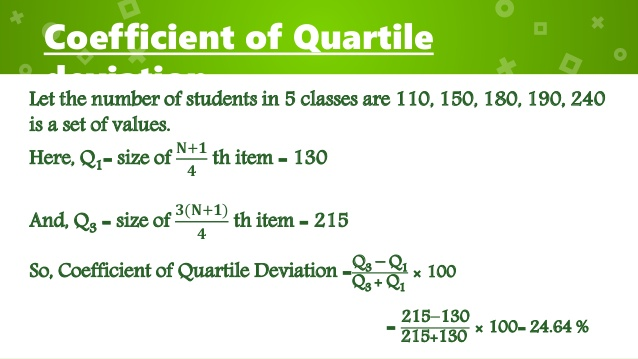 Coefficient of Quartile
deviation
Let the number of students in 5 classes are 110, 150, 180, 190, 240
is a set of values.
Here, Q₁= size of (N+1)/4 th item = 130
And, Q₃ = size of 3(N+1)/4 th item = 215
So, Coefficient of Quartile Deviation =(Q₃ − Q₁)/(Q₃ + Q₁) × 100
= (215−130)/(215+130) × 100= 24.64 %